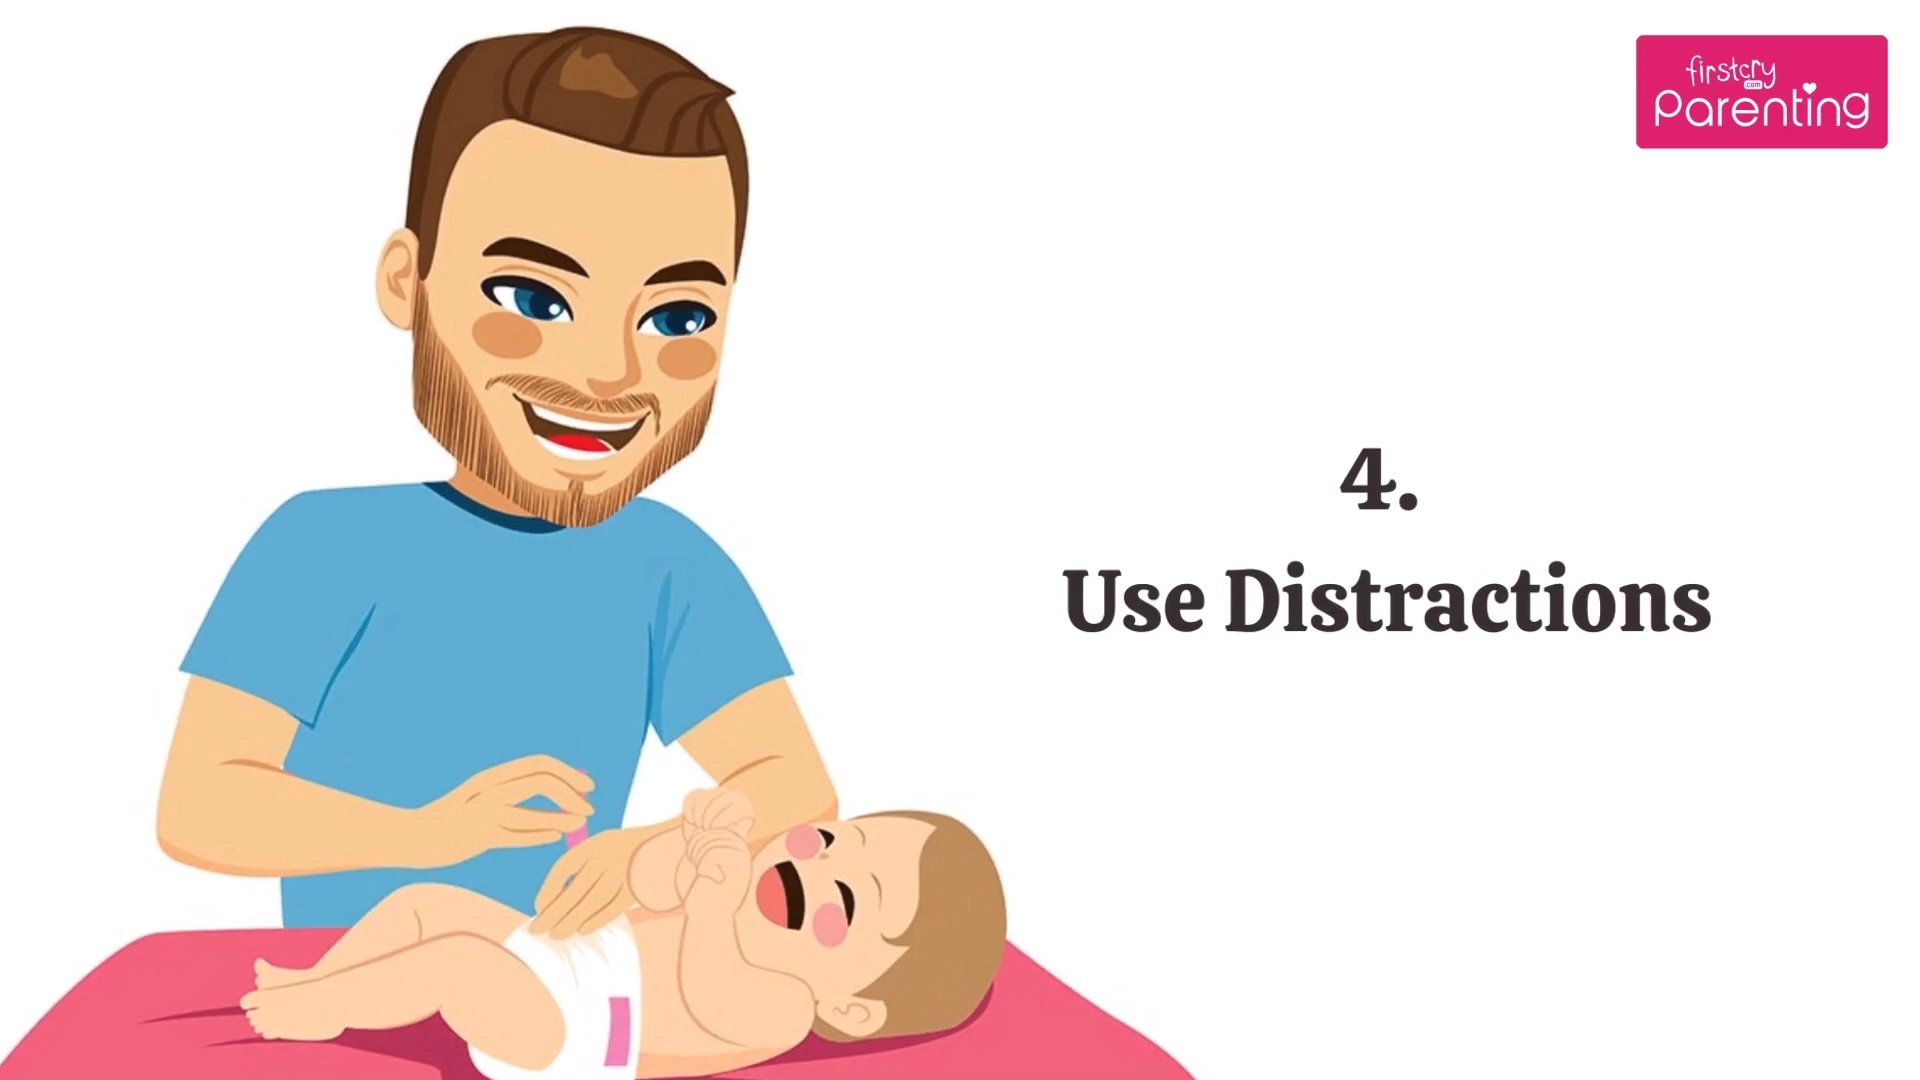 firstcry
.com
Parenting
4.
Use Distractions